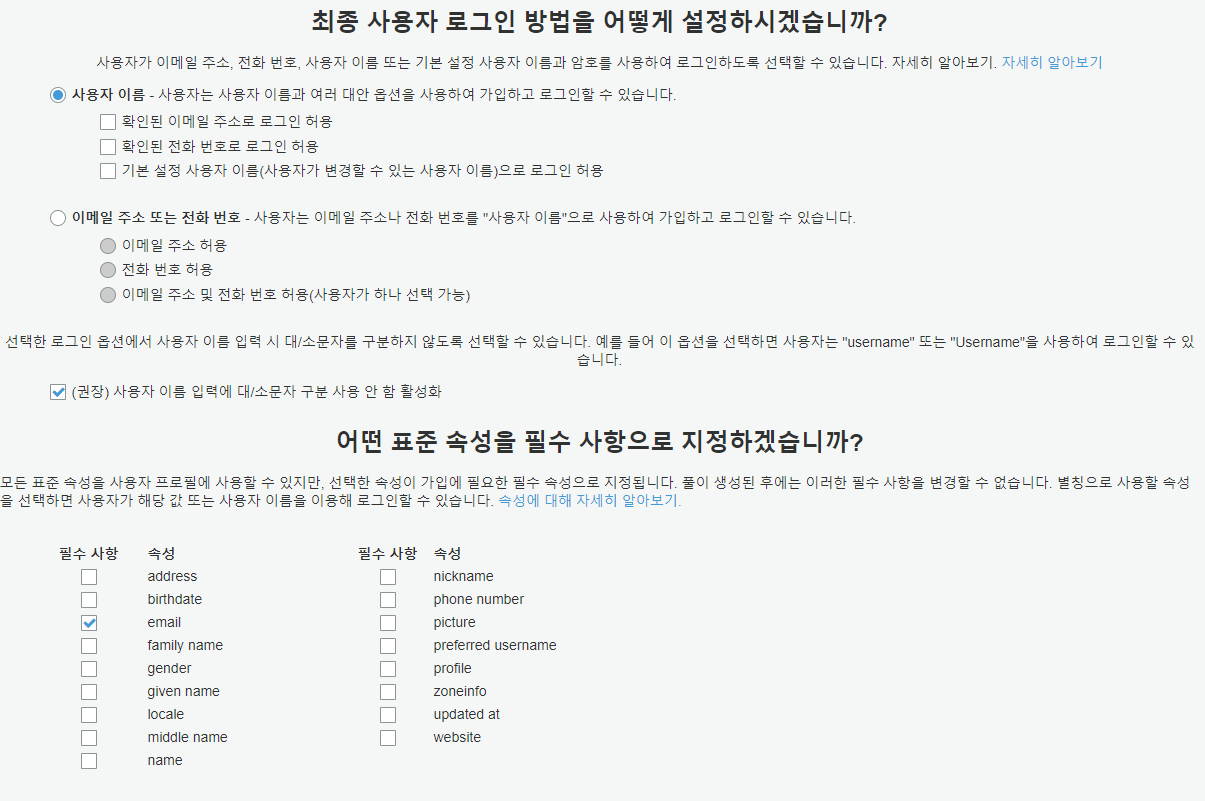 최종 사용자 로그인 방법을 어떻게 설정하시겠습니까?
사용자가 이메일 주소, 전화 번호, 사용자 이름 또는 기본 설정 사용자 이름과 암호를 사용하여 로그인하도록 선택할 수 있습니다. 자세히 알아보기. 자세히 알아보기
사용자 이름 - 사용자는 사용자 이름과 여러 대안 옵션을 사용하여 가입하고 로그인할 수 있습니다.
확인된 이메일 주소로 로그인 허용
확인된 전화 번호로 로그인 허용
기본 설정 사용자 이름(사용자가 변경할 수 있는 사용자 이름)으로 로그인 허용
이메일 주소 또는 전화 번호 - 사용자는 이메일 주소나 전화 번호를 "사용자 이름"으로 사용하여 가입하고 로그인할 수 있습니다.
이메일 주소 허용
전화 번호 허용
이메일 주소 및 전화 번호 허용(사용자가 하나 선택 가능)
선택한 로그인 옵션에서 사용자 이름 입력 시 대/소문자를 구분하지 않도록 선택할 수 있습니다. 예를 들어 이 옵션을 선택하면 사용자는 "username" 또는 "Username"을 사용하여 로그인할 수 있
습니다.
(권장) 사용자 이름 입력에 대/소문자 구분 사용 안 함 활성화
어떤 표준 속성을 필수 사항으로 지정하겠습니까?
모든 표준 속성을 사용자 프로필에 사용할 수 있지만, 선택한 속성이 가입에 필요한 필수 속성으로 지정됩니다. 풀이 생성된 후에는 이러한 필수 사항을 변경할 수 없습니다. 별칭으로 사용할 속성
을 선택하면 사용자가 해당 값 또는 사용자 이름을 이용해 로그인할 수 있습니다. 속성에 대해 자세히 알아보기.
필수 사항 속성
address
birthdate
email
family name
gender
given name
locale
middle name
name
필수 사항 속성
nickname
phone number
picture
preferred username
profile
zoneinfo
updated at
website